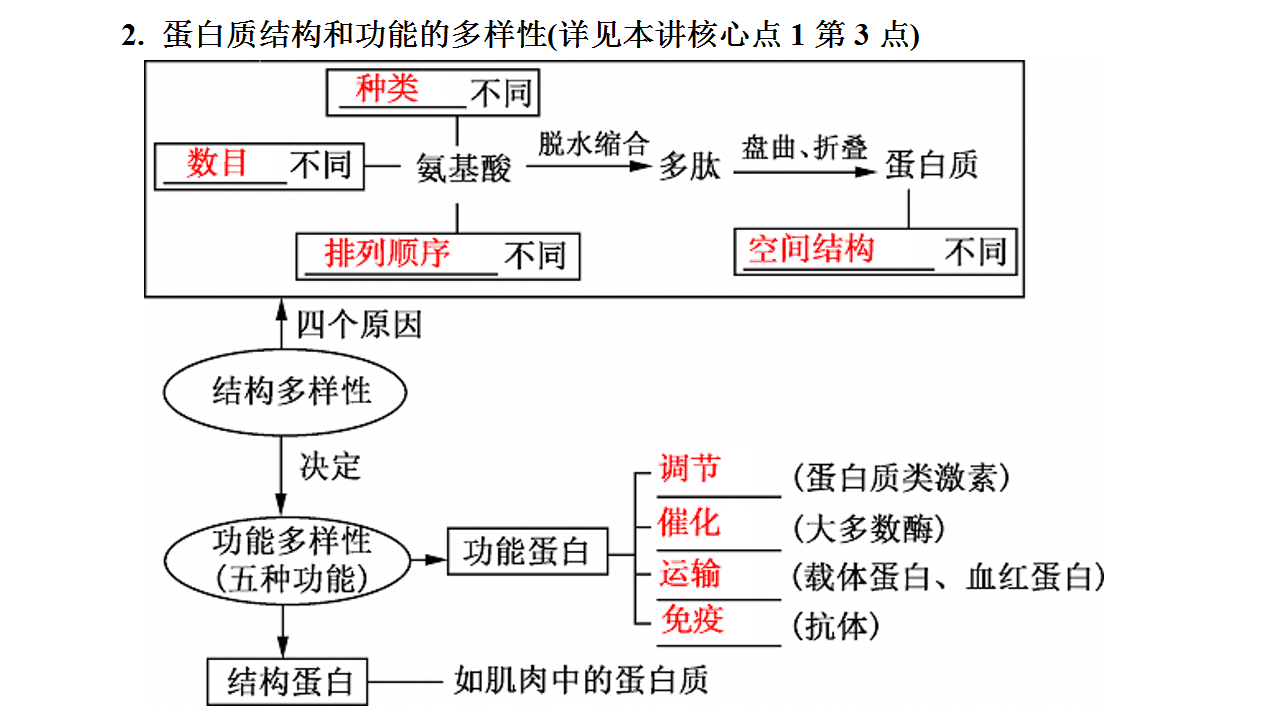 2. 蛋白质结构和功能的多样性(详见本讲核心点1第3点)
种类 不同
数目 不同
氨基酸
脱水缩合
多肽
盘曲、折叠
蛋白质
排列顺序 不同
空间结构 不同
四个原因
结构多样性
决定
功能多样性
(五种功能)
功能蛋白
调节 (蛋白质类激素)
催化 (大多数酶)
运输 (载体蛋白、血红蛋白)
免疫 (抗体)
结构蛋白
如肌肉中的蛋白质